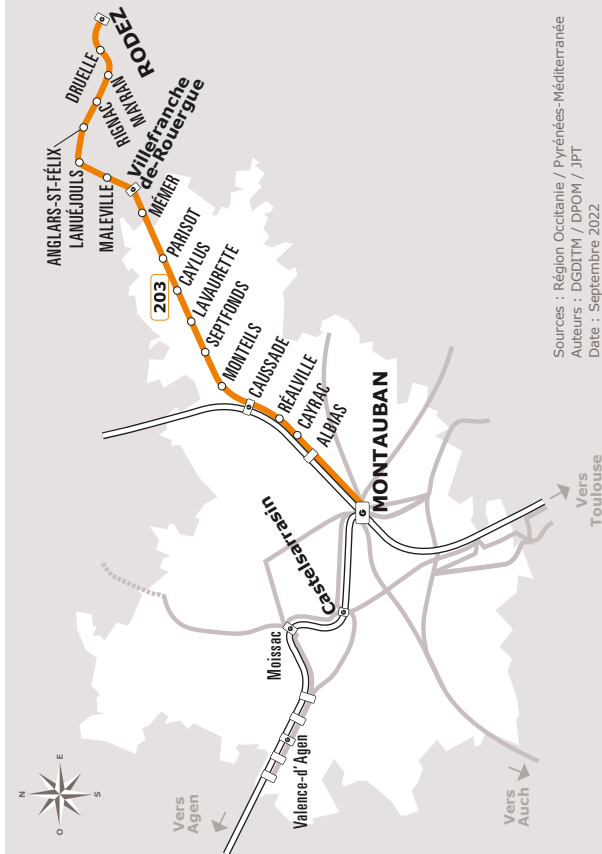 RODEZ
DRUELLE
MAYRAN
RIGNAC
ANGLARS-ST-FÉLIX
LANUÉJOULS
MALEVILLE
Villefranche
de-Rouergue
MÉMER
PARISOT
203
CAYLUS
LAVAURETTE
SEPTFONDS
MONTEILS
CAUSSADE
RÉALVILLE
CAYRAC
ALBIAS
MONTAUBAN
Castelsarrasin
Moissac
Valence-d'Agen
Vers
Agen
Vers
Auch
Vers
Toulouse
N
E
S
O
Sources : Région Occitanie / Pyrénées-Méditerranée
Auteurs : DGDITM / DPOM / JPT
Date : Septembre 2022